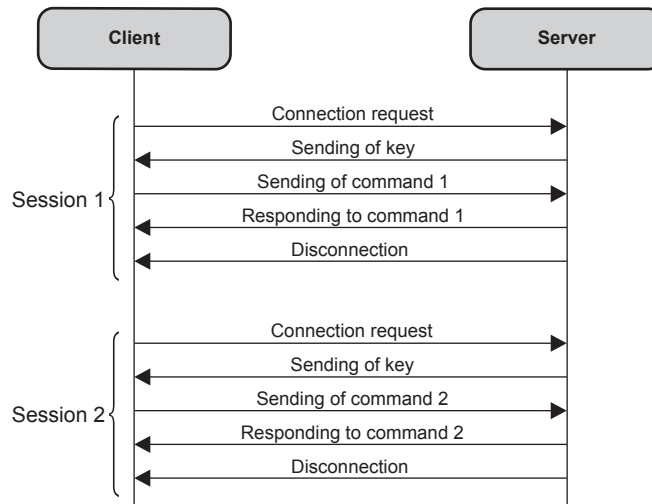 Client
Server
Connection request
Sending of key
Session 1
Sending of command 1
Responding to command 1
Disconnection
Connection request
Sending of key
Session 2
Sending of command 2
Responding to command 2
Disconnection